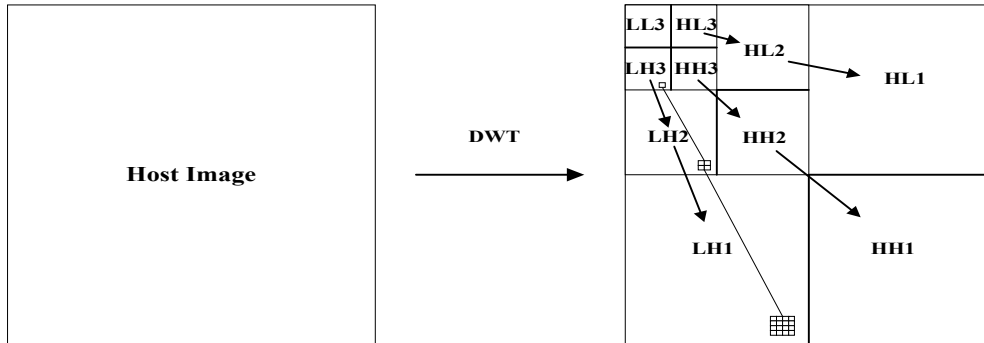 Host Image
DWT
LL3
HL3
LH3
HH3
HL2
HL1
LH2
HH2
LH1
HH1